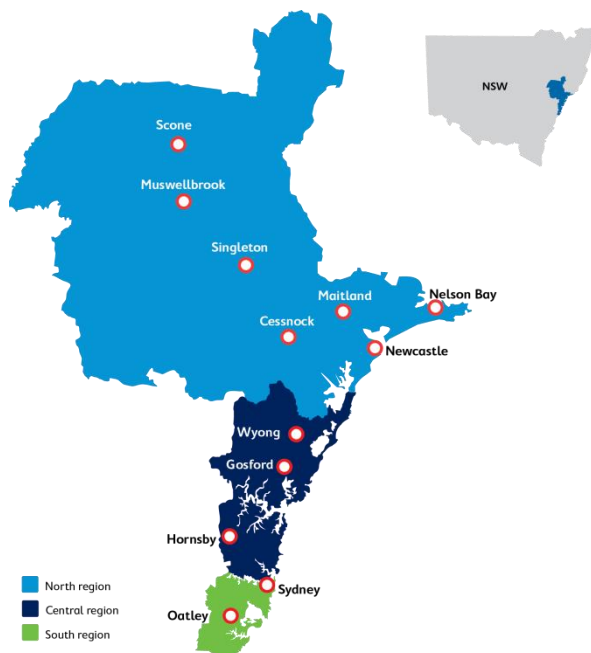 NSW
Scone
Muswellbrook
Singleton
Maitland
Nelson Bay
Cessnock
Newcastle
Wyong
Gosford
Hornsby
North region
Sydney
Central region
Oatley
South region